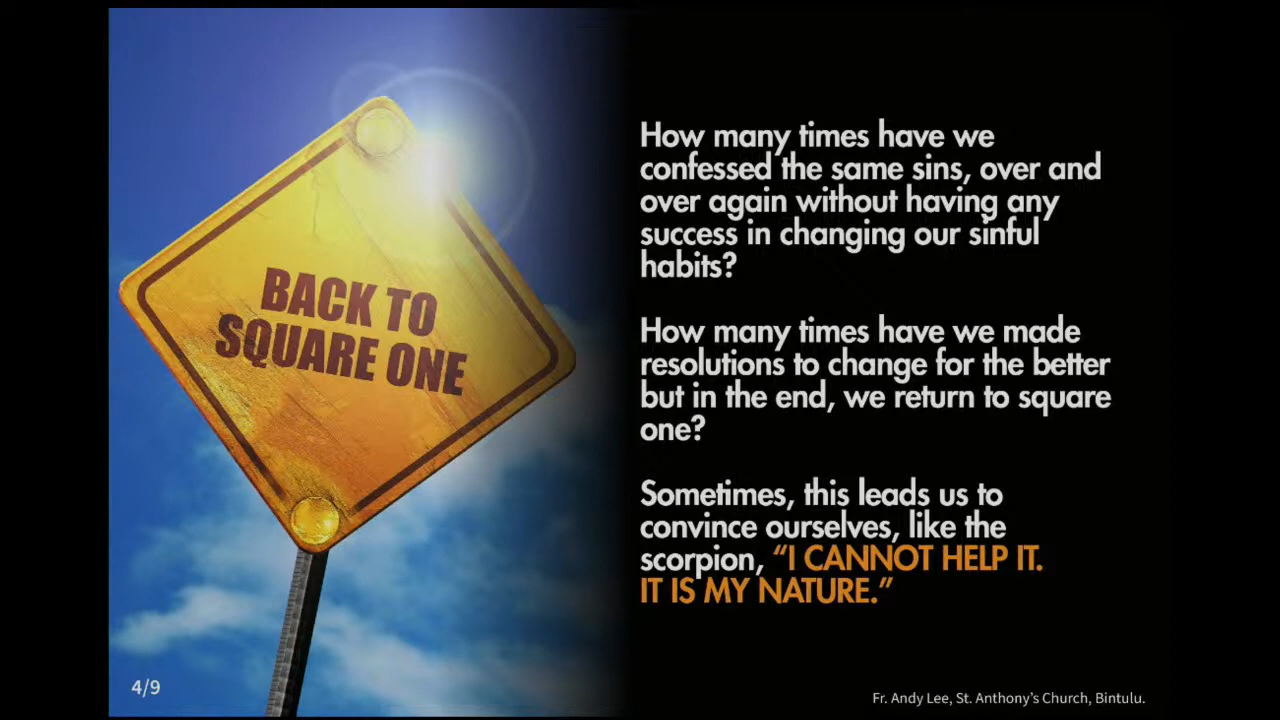 BACK TO
SQUARE ONE
How many times have we
confessed the same sins, over and
over again without having any
success in changing our sinful
habits?
How many times have we made
resolutions to change for the better
but in the end, we return to square
one?
Sometimes, this leads us to
convince ourselves, like the
scorpion, “I CANNOT HELP IT.
IT IS MY NATURE.”
4/9
Fr. Andy Lee, St. Anthony’s Church, Bintulu.